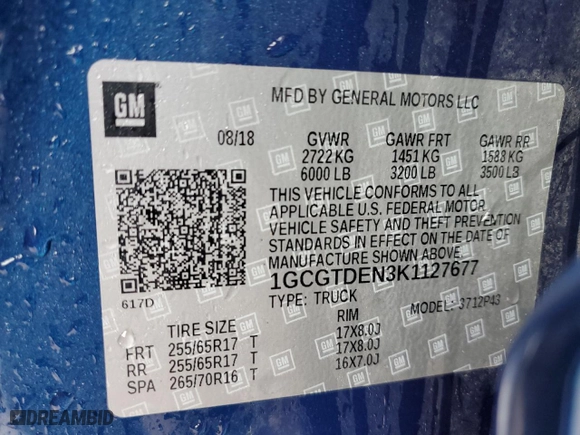 GM
MFD BY GENERAL MOTORS LLC
08/18 GVWR GAWR FRT GAWR RR
2722 KG 1451 KG 1588 KG
6000 LB 3200 LB 3500 LB
THIS VEHICLE CONFORMS TO ALL
APPLICABLE U.S. FEDERAL MOTOR
VEHICLE SAFETY AND THEFT PREVENTION
STANDARDS IN EFFECT ON THE DATE OF
MANUFACTURE SHOWN ABOVE.
1GCGTDEN3K1127677
617D
TYPE: TRUCK MODEL: 3712P43
TIRE SIZE RIM
FRT 255/65R17 T 17X8.0J
RR 255/65R17 T 17X8.0J
SPA 265/70R16 T 16X7.0J
DREAMBID